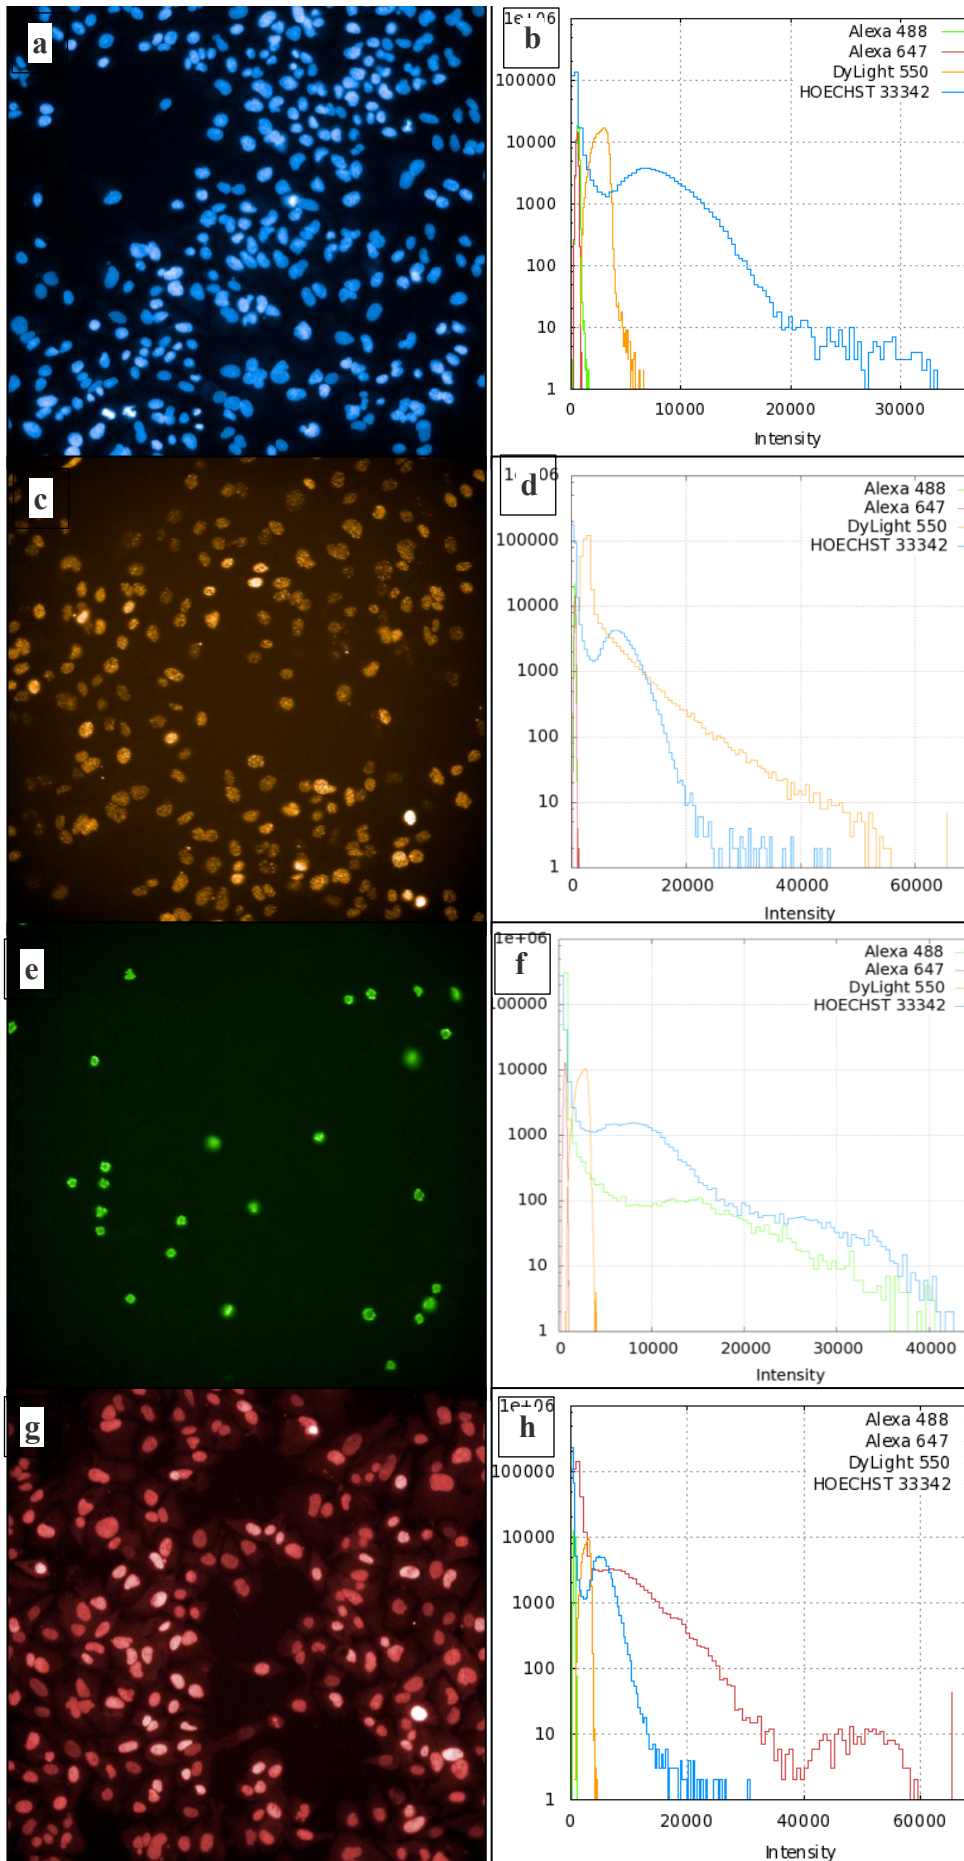 a
b
1e+06
Alexa 488
Alexa 647
DyLight 550
HOECHST 33342
100000
10000
1000
100
10
1
0 10000 20000 30000
Intensity
c
d
Alexa 488
Alexa 647
DyLight 550
HOECHST 33342
100000
10000
1000
100
10
1
0 20000 40000 60000
Intensity
e
f
1e+06
Alexa 488
Alexa 647
DyLight 550
HOECHST 33342
100000
10000
1000
100
10
1
0 10000 20000 30000 40000
Intensity
g
h
1e+06
Alexa 488
Alexa 647
DyLight 550
HOECHST 33342
100000
10000
1000
100
10
1
0 20000 40000 60000
Intensity